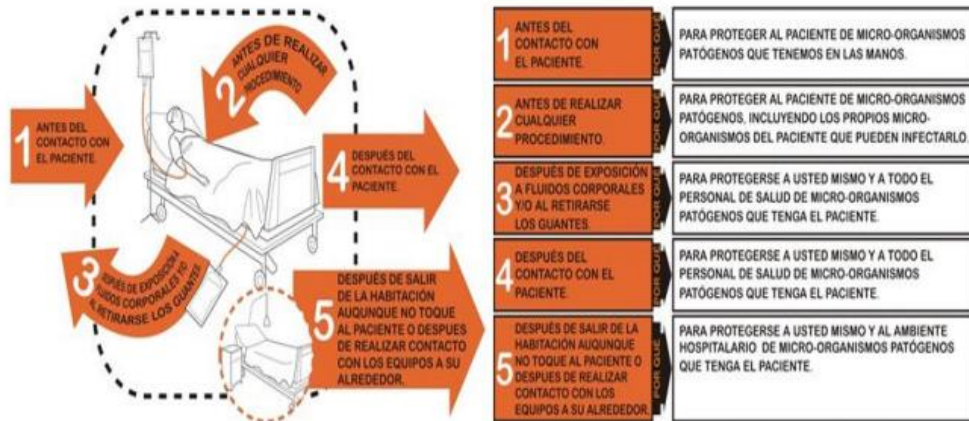 1
ANTES DEL
CONTACTO CON
EL PACIENTE.
2
ANTES DE REALIZAR
CUALQUIER
PROCEDIMIENTO
3
DESPUÉS DE EXPOSICIÓN
A FLUIDOS CORPORALES Y/O
AL RETIRARSE LOS GUANTES
4
DESPUÉS DEL
CONTACTO CON EL
PACIENTE.
5
DESPUÉS DE SALIR
DE LA HABITACIÓN
AUQUNQUE NO TOQUE
AL PACIENTE O DESPUES
DE REALIZAR CONTACTO
CON LOS EQUIPOS A SU
ALREDEDOR.
1
ANTES DEL
CONTACTO CON
EL PACIENTE.
POR QUÉ
PARA PROTEGER AL PACIENTE DE MICRO-ORGANISMOS
PATÓGENOS QUE TENEMOS EN LAS MANOS.
2
ANTES DE REALIZAR
CUALQUIER
PROCEDIMIENTO.
POR QUÉ
PARA PROTEGER AL PACIENTE DE MICRO-ORGANISMOS
PATÓGENOS, INCLUYENDO LOS PROPIOS MICRO-
ORGANISMOS DEL PACIENTE QUE PUEDEN INFECTARLO.
3
DESPUÉS DE EXPOSICIÓN
A FLUIDOS CORPORALES
Y/O AL RETIRARSE
LOS GUANTES.
POR QUÉ
PARA PROTEGERSE A USTED MISMO Y A TODO EL
PERSONAL DE SALUD DE MICRO-ORGANISMOS
PATÓGENOS QUE TENGA EL PACIENTE.
4
DESPUÉS DEL
CONTACTO CON EL
PACIENTE.
POR QUÉ
PARA PROTEGERSE A USTED MISMO Y A TODO EL
PERSONAL DE SALUD DE MICRO-ORGANISMOS
PATÓGENOS QUE TENGA EL PACIENTE.
5
DESPUÉS DE SALIR DE LA
HABITACIÓN AUQUNQUE
NO TOQUE AL PACIENTE O
DESPUES DE REALIZAR
CONTACTO CON LOS
EQUIPOS A SU ALREDEDOR.
POR QUÉ
PARA PROTEGERSE A USTED MISMO Y AL AMBIENTE
HOSPITALARIO DE MICRO-ORGANISMOS PATÓGENOS
QUE TENGA EL PACIENTE.